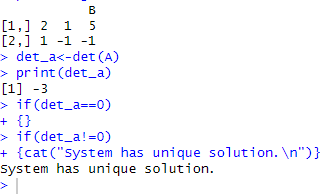 B
[1,] 2 1 5
[2,] 1 -1 -1
> det_a<-det(A)
> print(det_a)
[1] -3
> if(det_a==0)
+ {}
> if(det_a!=0)
+ {cat("System has unique solution.\n")}
System has unique solution.
>